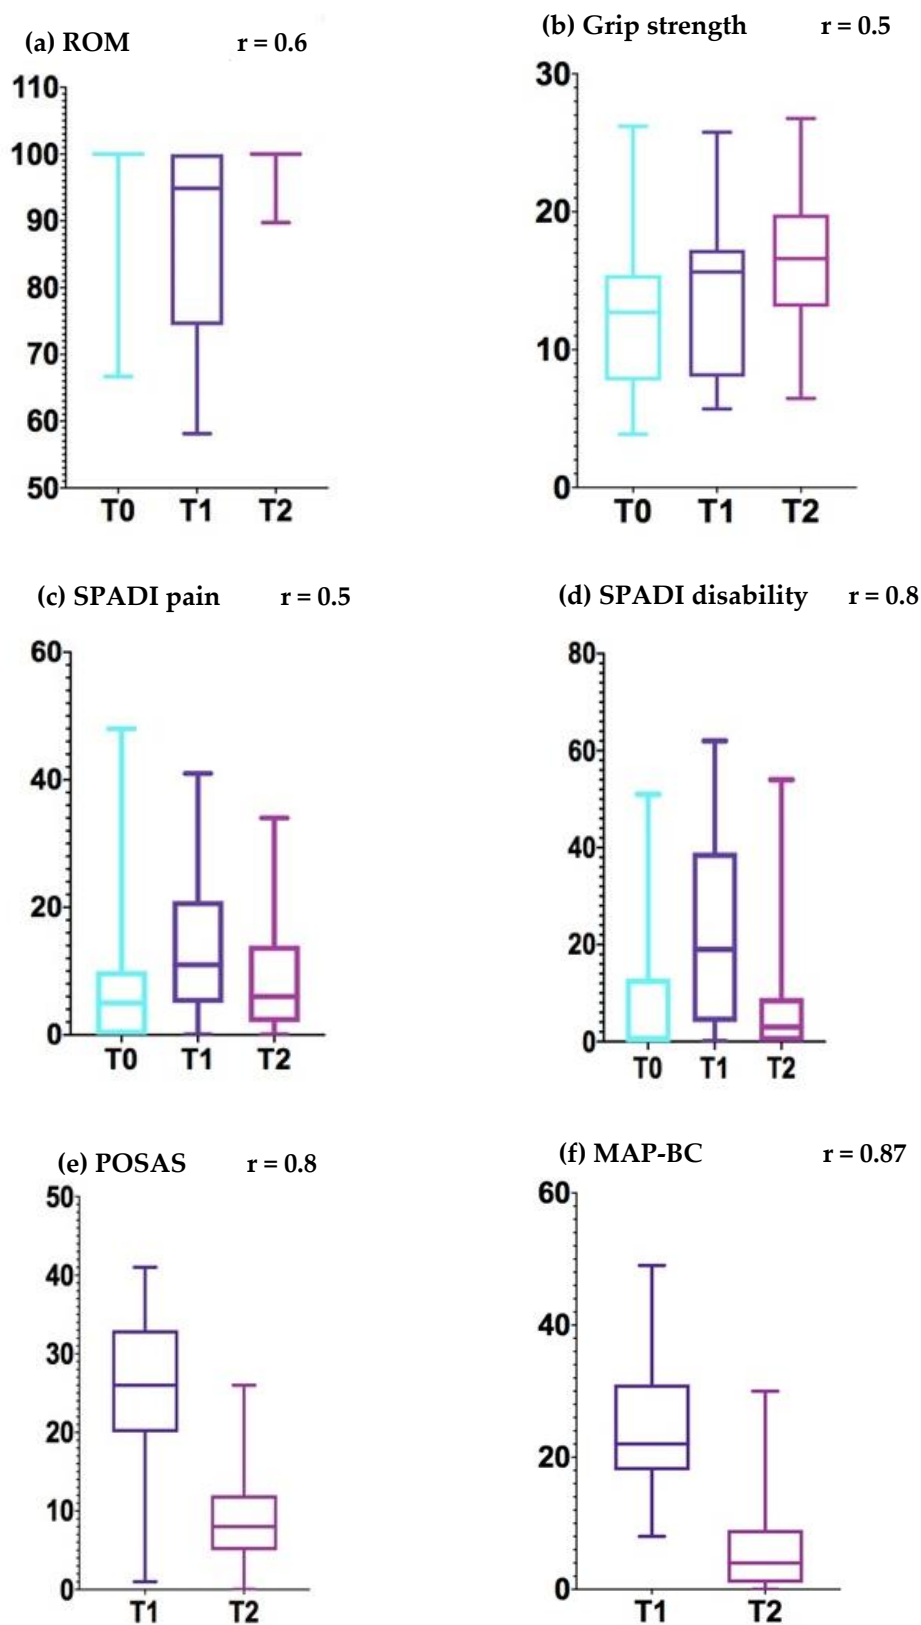 (a) ROM r = 0.6
(b) Grip strength r = 0.5
110
100
90
80
70
60
50
T0 T1 T2
30
20
10
0
T0 T1 T2
(c) SPADI pain r = 0.5
(d) SPADI disability r = 0.8
60
40
20
0
T0 T1 T2
80
60
40
20
0
T0 T1 T2
(e) POSAS r = 0.8
(f) MAP-BC r = 0.87
50
40
30
20
10
0
T1 T2
60
40
20
0
T1 T2